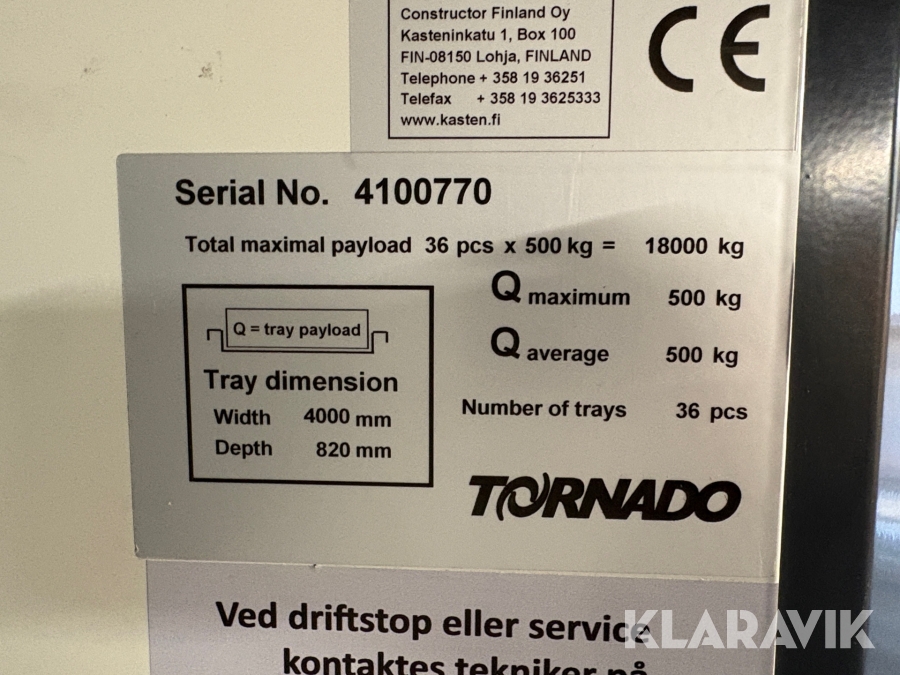 Constructor Finland Oy
Kasteninkatu 1, Box 100
FIN-08150 Lohja, FINLAND
Telephone + 358 19 36251
Telefax + 358 19 3625333
www.kasten.fi
CE
Serial No. 4100770
Total maximal payload 36 pcs x 500 kg = 18000 kg
Q maximum 500 kg
Q = tray payload
Q average 500 kg
Tray dimension
Width 4000 mm
Number of trays 36 pcs
Depth 820 mm
TORNADO
Ved driftstop eller service
KLARAVIK
kontaktes tekniker på